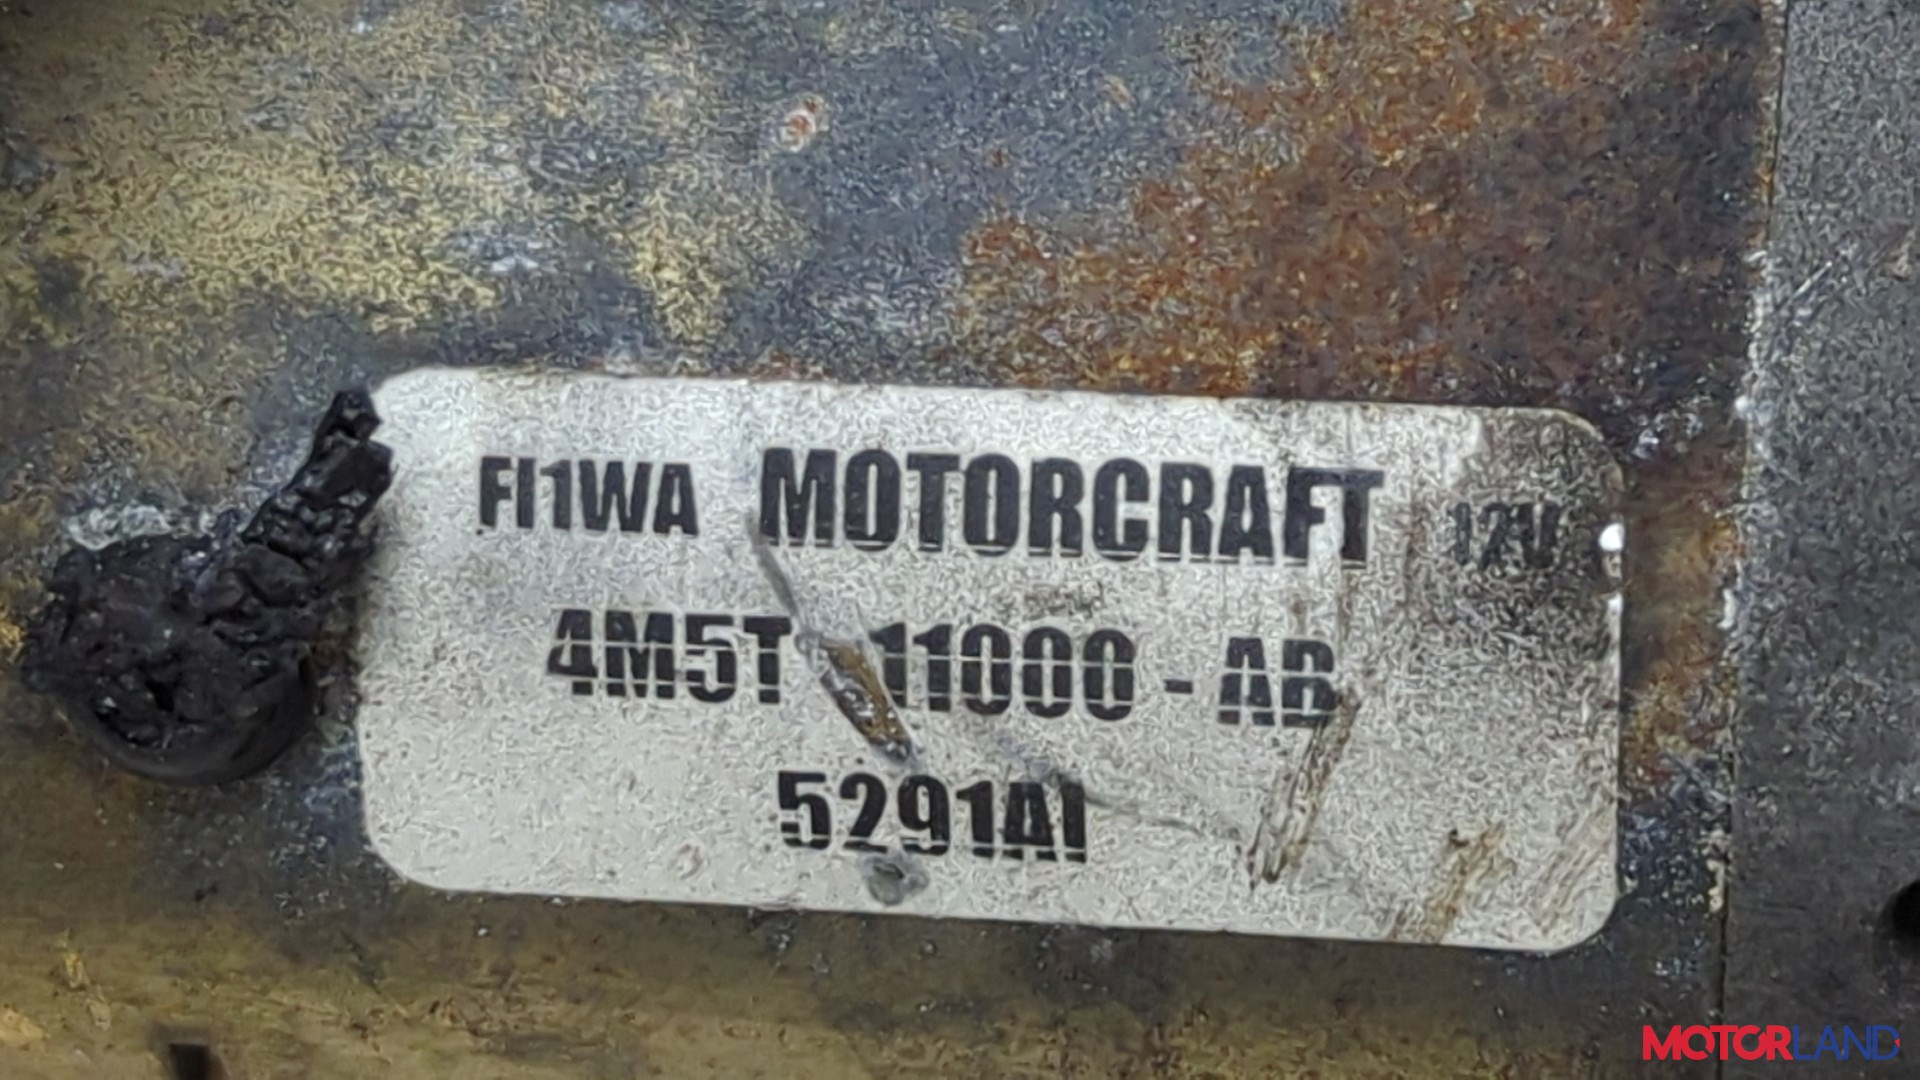 FI1WA MOTORCRAFT 12V
4M5T 11000 - AB
5291AI
MOTORLAND